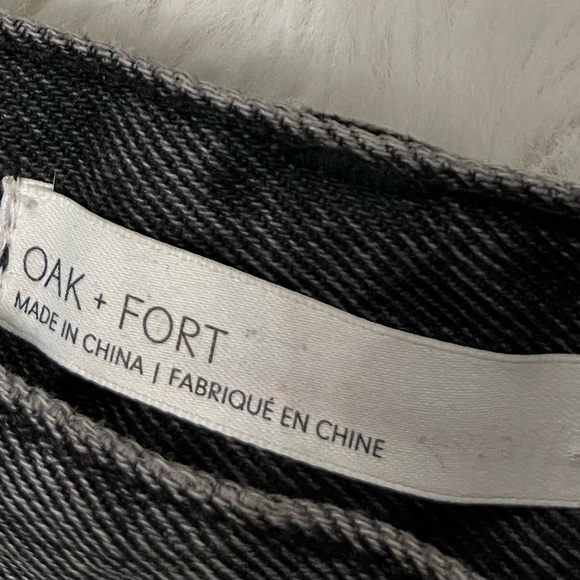 OAK + FORT
MADE IN CHINA | FABRIQUÉ EN CHINE